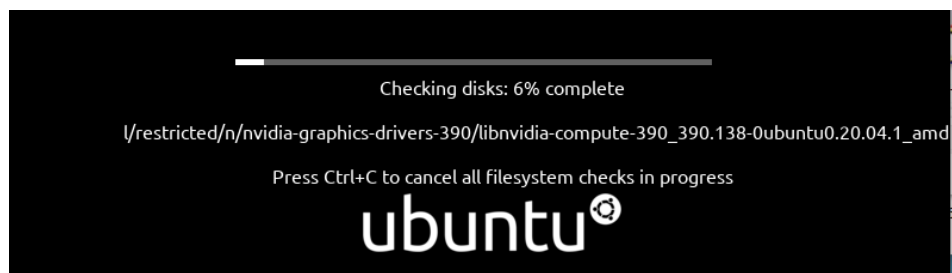 Checking disks: 6% complete
l/restricted/n/nvidia-graphics-drivers-390/libnvidia-compute-390_390.138-0ubuntu0.20.04.1_amd
Press Ctrl+C to cancel all filesystem checks in progress
ubuntu